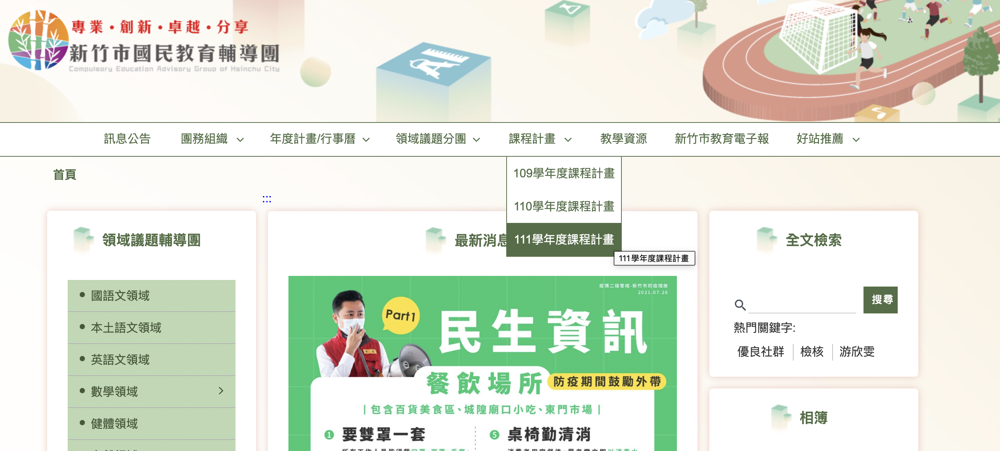 專業・創新・卓越・分享
新竹市國民教育輔導團
Compulsory Education Advisory Group of Hsinchu City
訊息公告 團務組織 年度計畫/行事曆 領域議題分團 課程計畫 教學資源 新竹市教育電子報 好站推薦
109學年度課程計畫
110學年度課程計畫
111學年度課程計畫
111學年度課程計畫
首頁
:::
領域議題輔導團
國語文領域
本土語文領域
英語文領域
數學領域
健體領域
最新消息
疫情二級警戒-新竹市防疫措施
2021.07.26
Part1
民生資訊
餐飲場所 防疫期間鼓勵外帶
|包含百貨美食區、城隍廟口小吃、東門市場|
1 要雙罩一套
5 桌椅勤清消
全文檢索
搜尋
熱門關鍵字:
優良社群 檢核 游欣雯
相簿